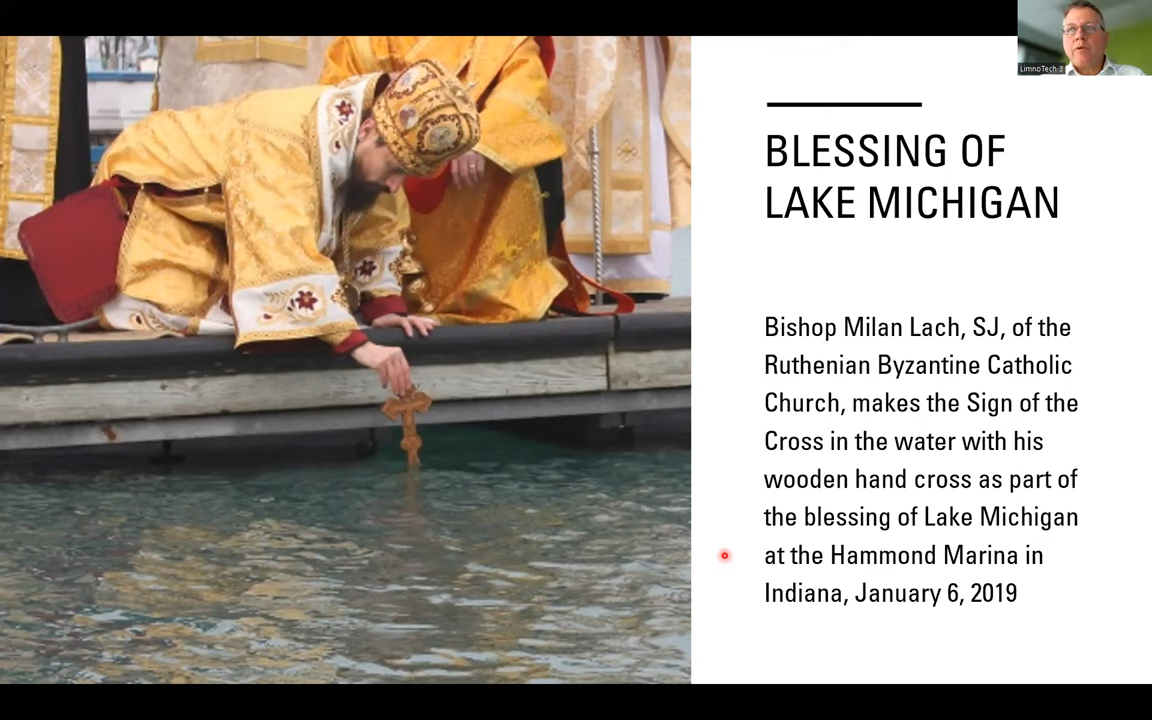 LimnoTech 3
BLESSING OF
LAKE MICHIGAN
Bishop Milan Lach, SJ, of the
Ruthenian Byzantine Catholic
Church, makes the Sign of the
Cross in the water with his
wooden hand cross as part of
the blessing of Lake Michigan
at the Hammond Marina in
Indiana, January 6, 2019